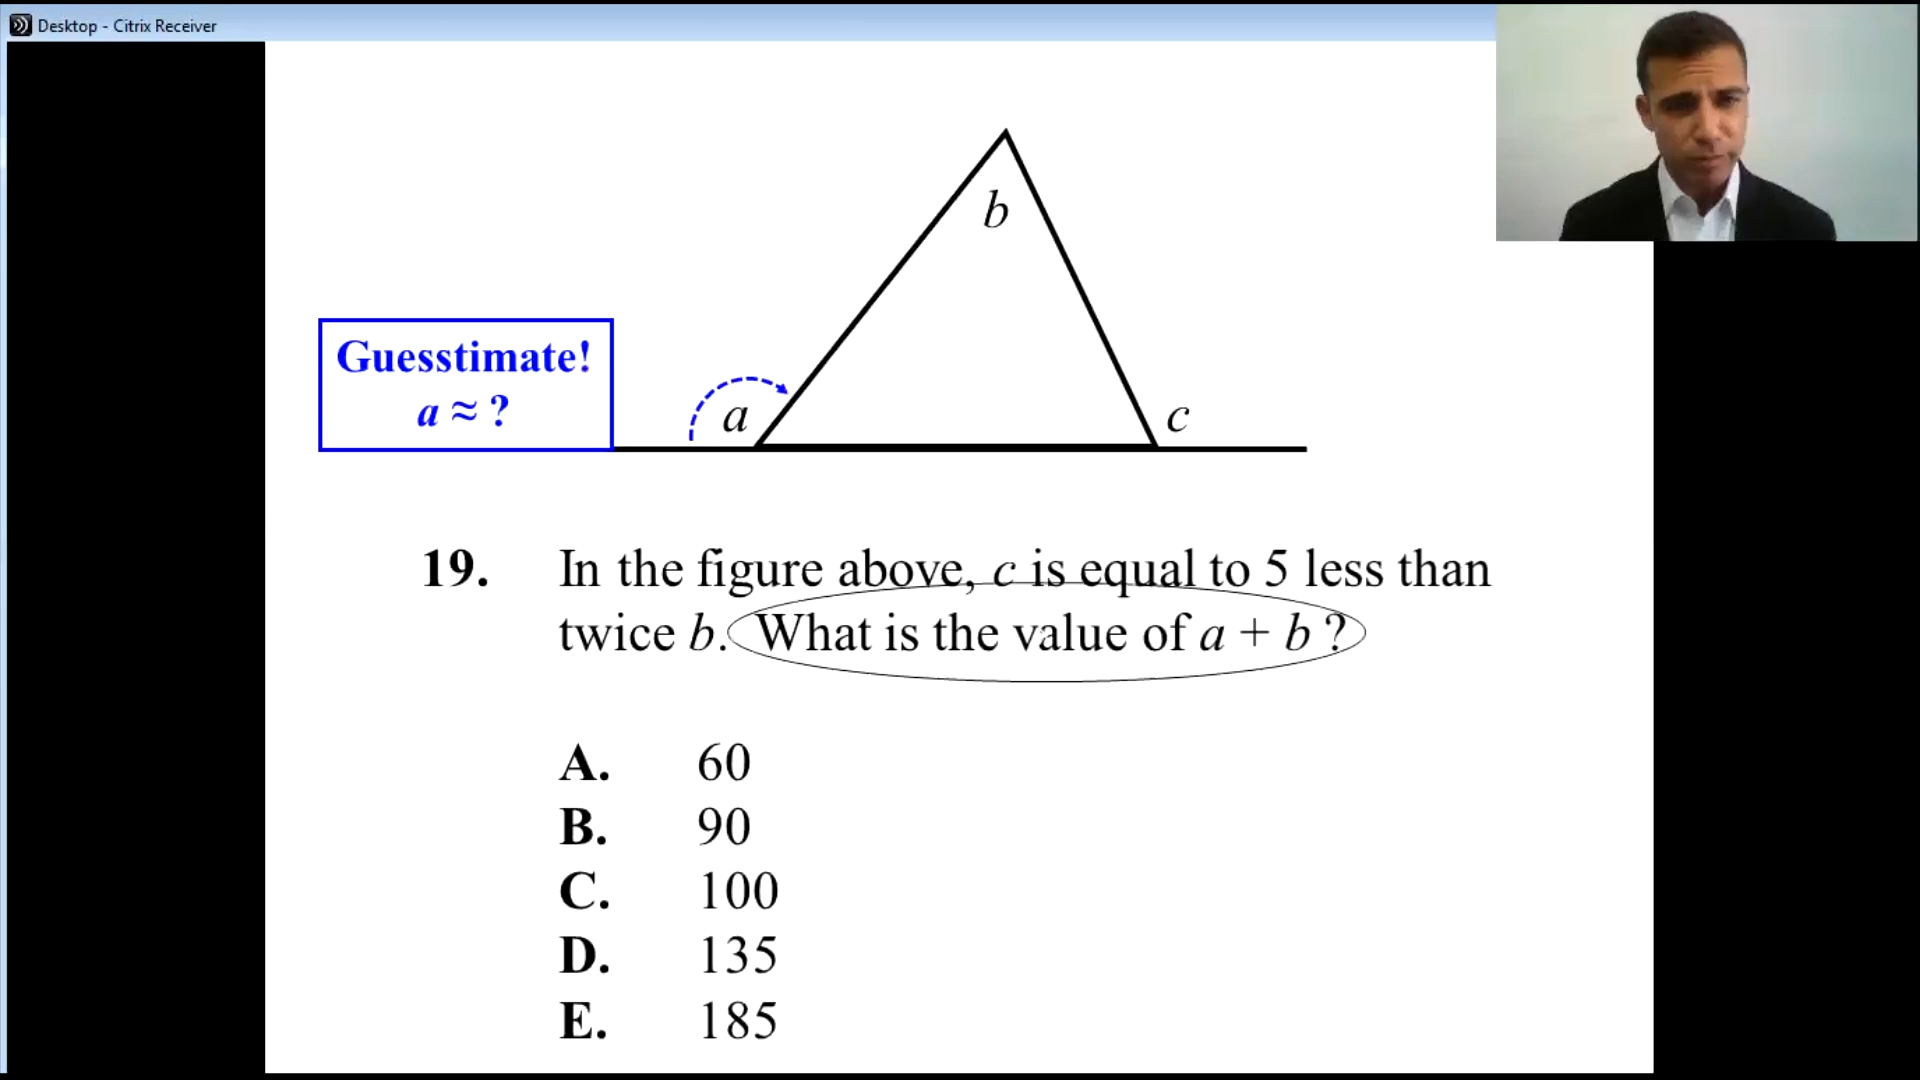 Desktop - Citrix Receiver
b
Guesstimate!
a ≈ ?
a
c
19. In the figure above, c is equal to 5 less than
twice b. What is the value of a + b ?
A. 60
B. 90
C. 100
D. 135
E. 185